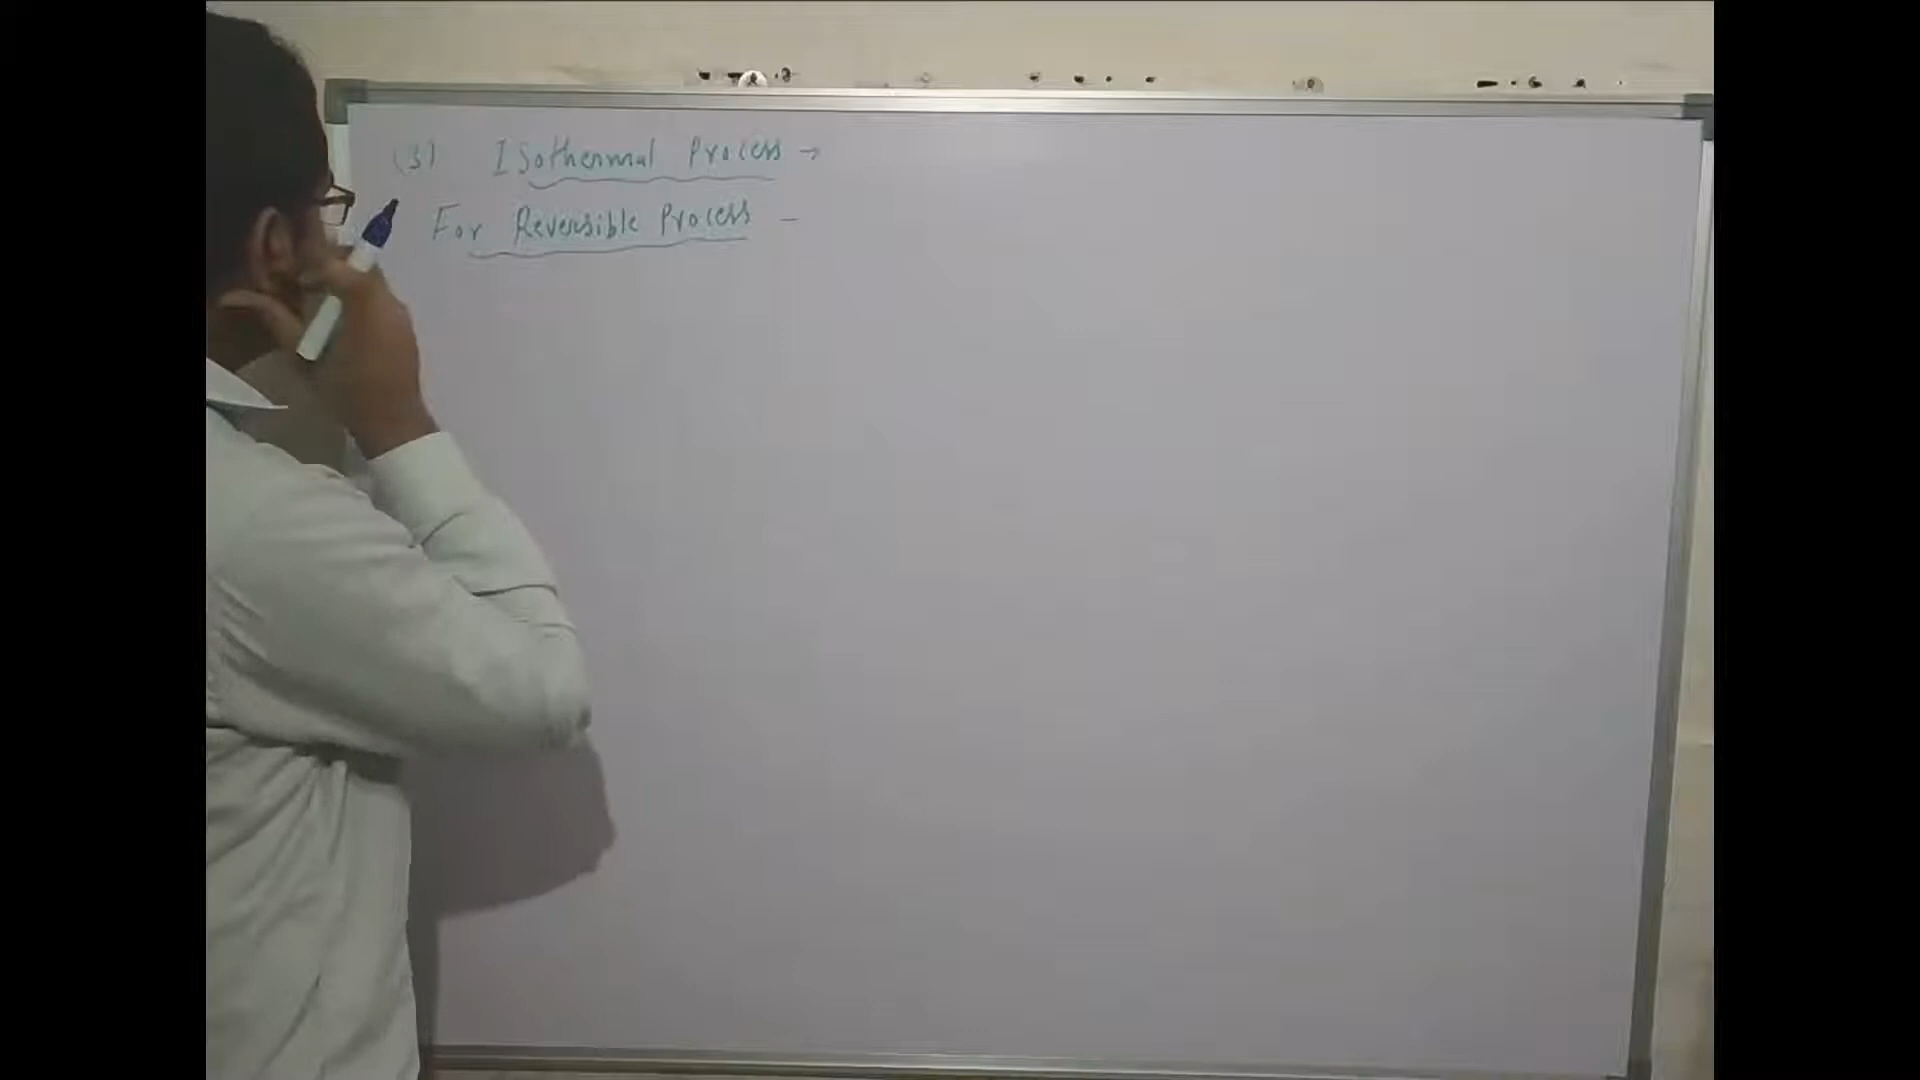 (3) Isothermal Process →
For Reversible Process -